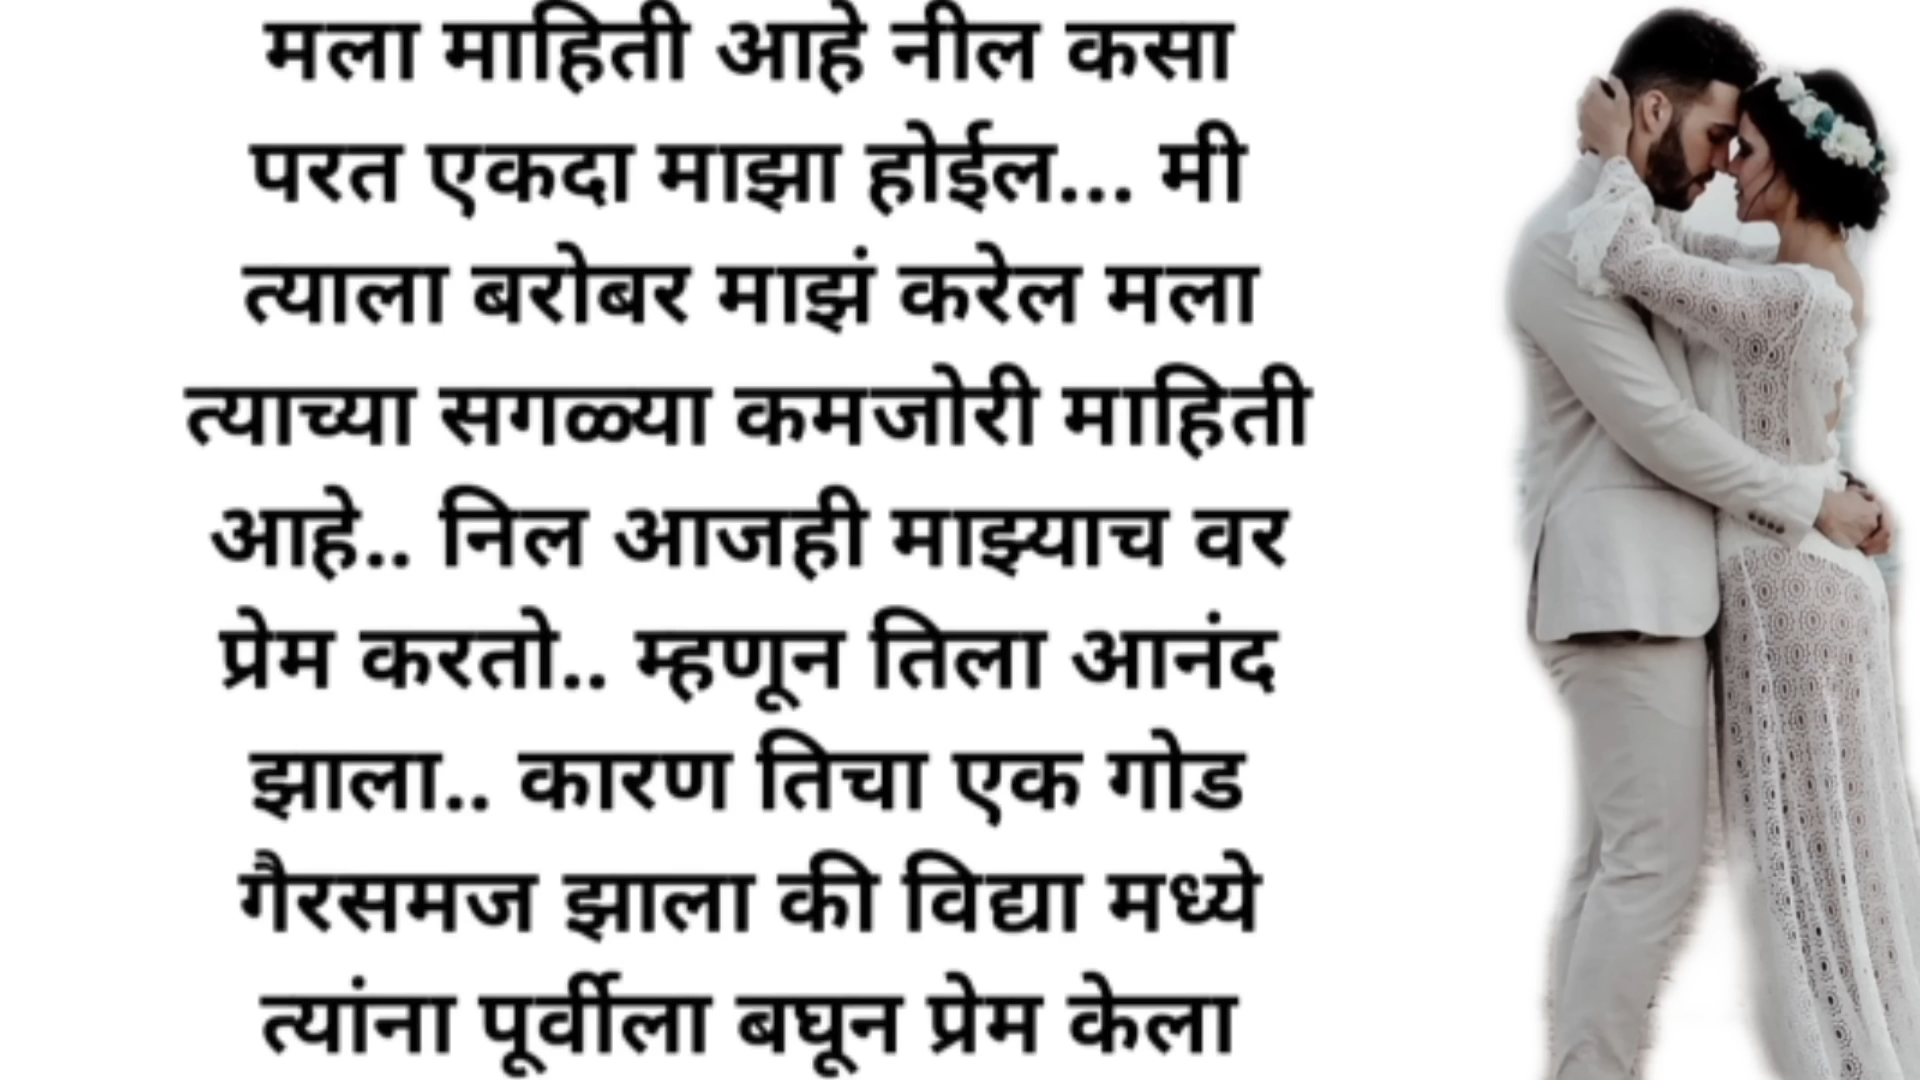 मला माहिती आहे नील कसा
परत एकदा माझा होईल... मी
त्याला बरोबर माझं करेल मला
त्याच्या सगळ्या कमजोरी माहिती
आहे.. निल आजही माझ्याच वर
प्रेम करतो.. म्हणून तिला आनंद
झाला.. कारण तिचा एक गोड
गैरसमज झाला की विद्या मध्ये
त्यांना पूर्वीला बघून प्रेम केला